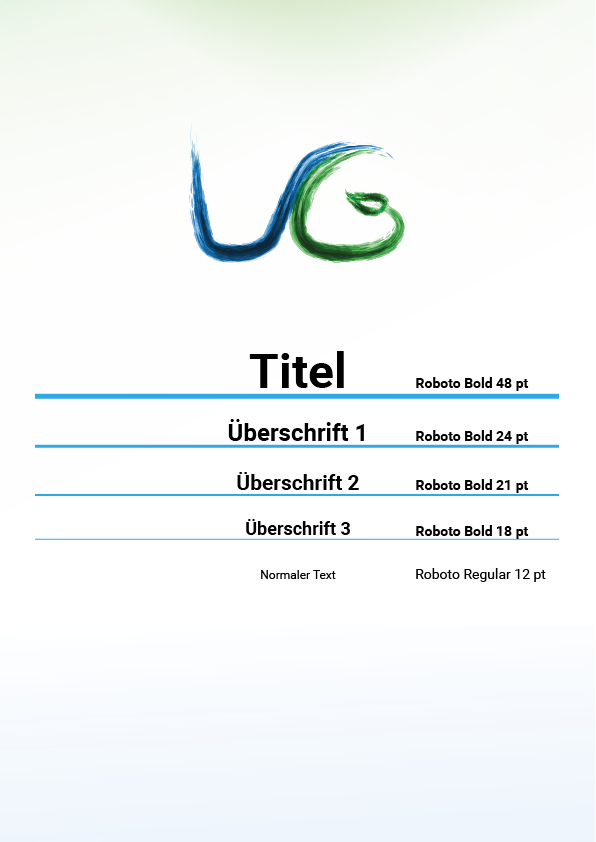 UG
Titel Roboto Bold 48 pt
Überschrift 1 Roboto Bold 24 pt
Überschrift 2 Roboto Bold 21 pt
Überschrift 3 Roboto Bold 18 pt
Normaler Text Roboto Regular 12 pt